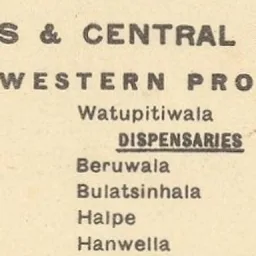 S & CENTRAL
WESTERN PRO
Watupitiwala
DISPENSARIES
Beruwala
Bulatsinhala
Halpe
Hanwella